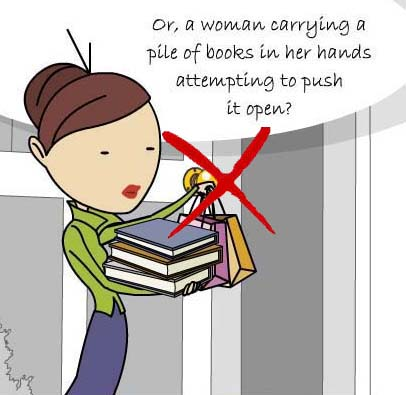 Or, a woman carrying a
pile of books in her hands
attempting to push
it open?